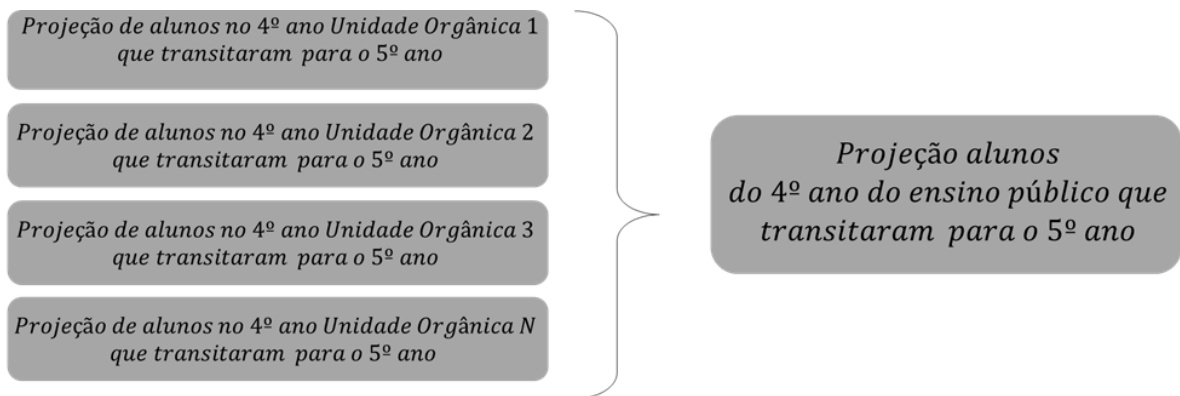 Projeção de alunos no 4º ano Unidade Orgânica 1
que transitaram para o 5º ano
Projeção de alunos no 4º ano Unidade Orgânica 2
que transitaram para o 5º ano
Projeção de alunos no 4º ano Unidade Orgânica 3
que transitaram para o 5º ano
Projeção de alunos no 4º ano Unidade Orgânica N
que transitaram para o 5º ano
Projeção alunos
do 4º ano do ensino público que
transitaram para o 5º ano